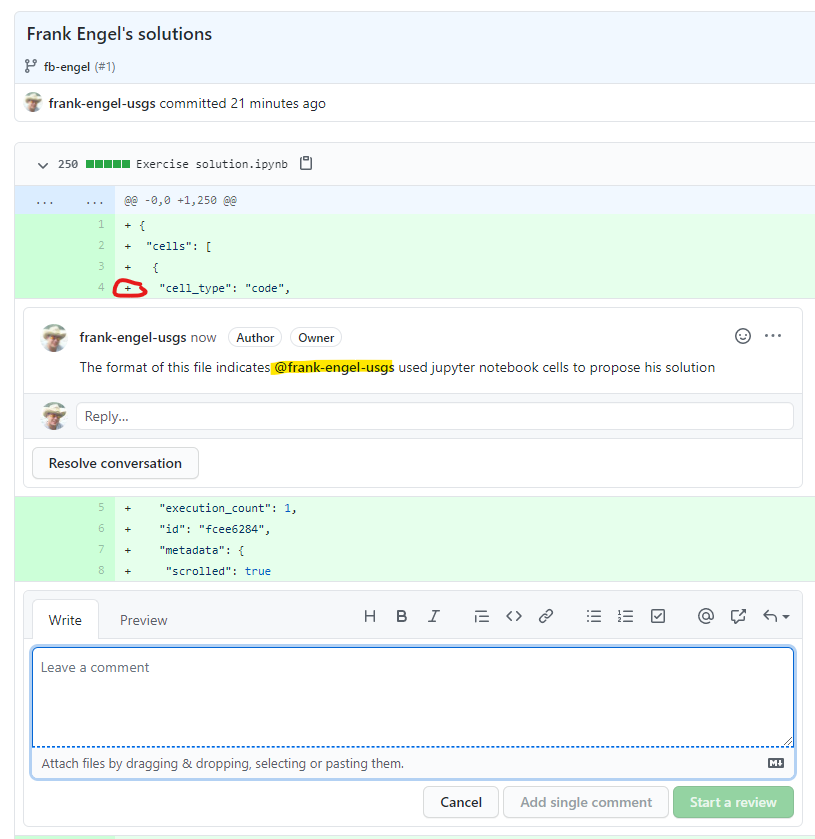 Frank Engel's solutions
fb-engel (#1)
frank-engel-usgs committed 21 minutes ago
250 Exercise solution.ipynb
... ... @@ -0,0 +1,250 @@
1 + {
2 + "cells": [
3 + {
4 + "cell_type": "code",
frank-engel-usgs now Author Owner
The format of this file indicates @frank-engel-usgs used jupyter notebook cells to propose his solution
Reply...
Resolve conversation
5 + "execution_count": 1,
6 + "id": "fcee6284",
7 + "metadata": {
8 + "scrolled": true
Write Preview
Leave a comment
Attach files by dragging & dropping, selecting or pasting them.
Cancel Add single comment Start a review